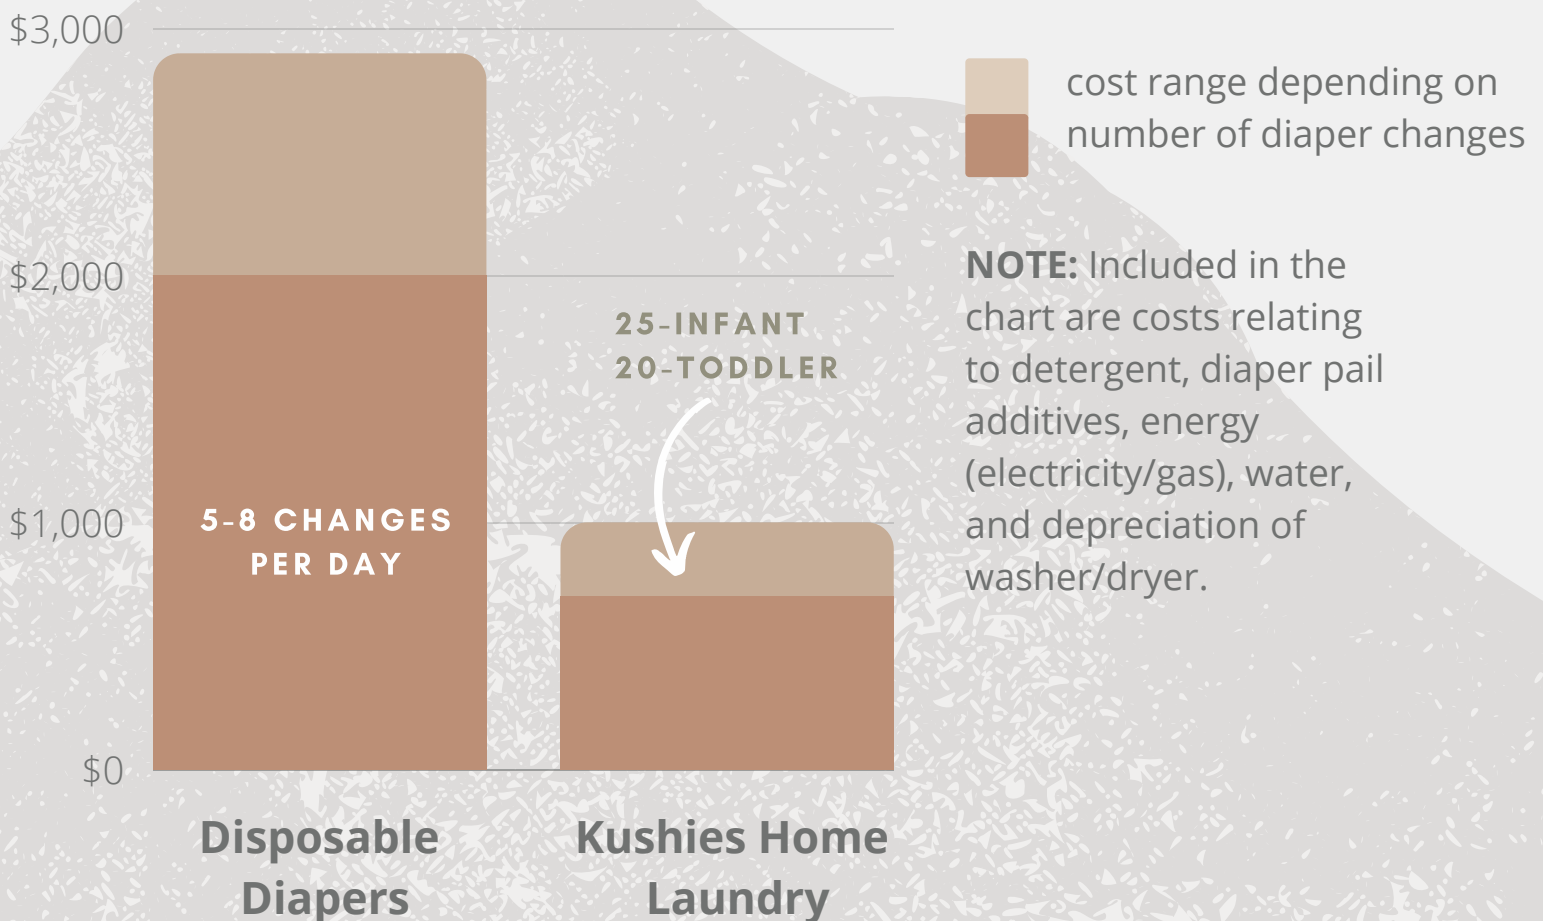 $3,000
$2,000
$1,000
$0
5-8 CHANGES
PER DAY
25-INFANT
20-TODDLER
Disposable
Diapers
Kushies Home
Laundry
cost range depending on
number of diaper changes
NOTE: Included in the
chart are costs relating
to detergent, diaper pail
additives, energy
(electricity/gas), water,
and depreciation of
washer/dryer.